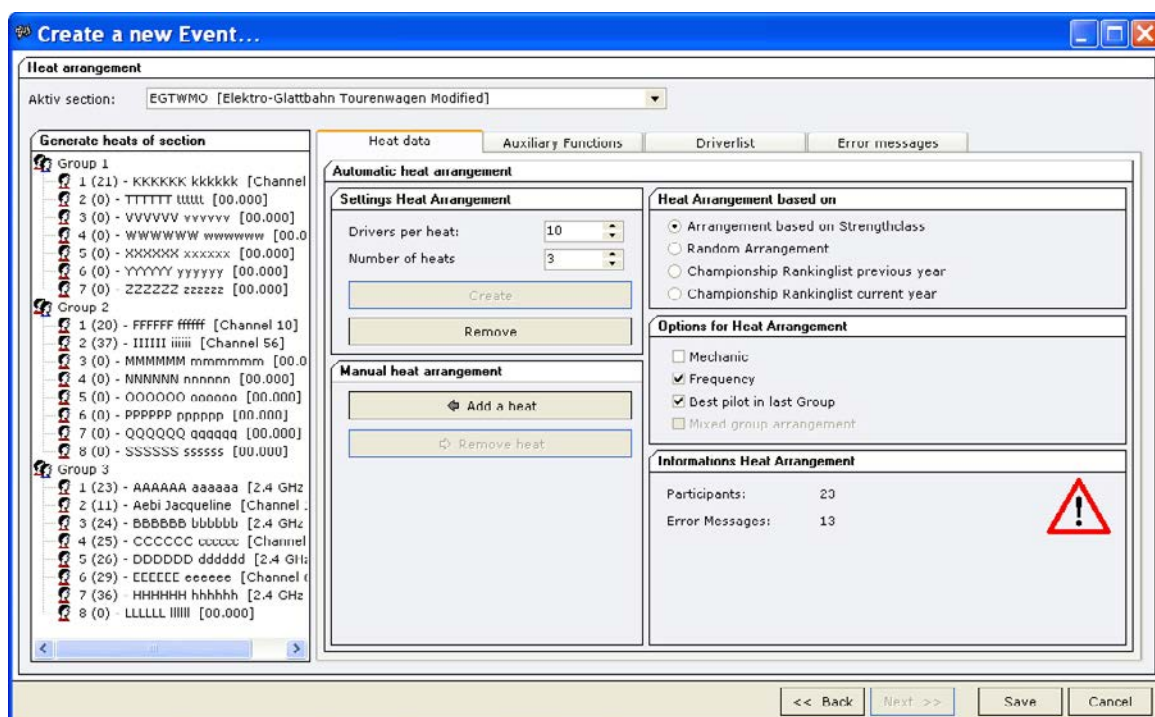 Create a new Event...
Heat arrangement
Aktiv section: EGTWMO [Elektro-Glattbahn Tourenwagen Modified]
Generate heats of section
Group 1
1 (21) - KKKKKK kkkkkk [Channel
2 (0) - TTTTTT tttttt [00.000]
3 (0) - VVVVVV vvvvvv [00.000]
4 (0) - WWWWWW wwwwww [00.0
5 (0) - XXXXXX xxxxxx [00.000]
6 (0) - YYYYYY yyyyyy [00.000]
7 (0) - ZZZZZZ zzzzzz [00.000]
Group 2
1 (20) - FFFFFF ffffff [Channel 10]
2 (37) - IIIIII iiiiii [Channel 56]
3 (0) - MMMMMM mmmmmm [00.0
4 (0) - NNNNNN nnnnnn [00.000]
5 (0) - OOOOOO oooooo [00.000]
6 (0) - PPPPPP pppppp [00.000]
7 (0) - QQQQQQ qqqqqq [00.000]
8 (0) - SSSSSS ssssss [00.000]
Group 3
1 (23) - AAAAAA aaaaaa [2.4 GHz
2 (11) - Aebi Jacqueline [Channel
3 (24) - BBBBBB bbbbbb [2.4 GHz
4 (25) - CCCCCC cccccc [Channel
5 (26) - DDDDDD dddddd [2.4 GHz
6 (29) - EEEEEE eeeeee [Channel
7 (36) - HHHHHH hhhhhh [2.4 GHz
8 (0) - LLLLLL llllll [00.000]
Heat data Auxiliary Functions Driverlist Error messages
Automatic heat arrangement
Settings Heat Arrangement
Drivers per heat: 10
Number of heats 3
Create
Remove
Manual heat arrangement
Add a heat
Remove heat
Heat Arrangement based on
Arrangement based on Strengthclass
Random Arrangement
Championship Rankinglist previous year
Championship Rankinglist current year
Options for Heat Arrangement
Mechanic
Frequency
Best pilot in last Group
Mixed group arrangement
Informations Heat Arrangement
Participants: 23
Error Messages: 13
<< Back Next >> Save Cancel